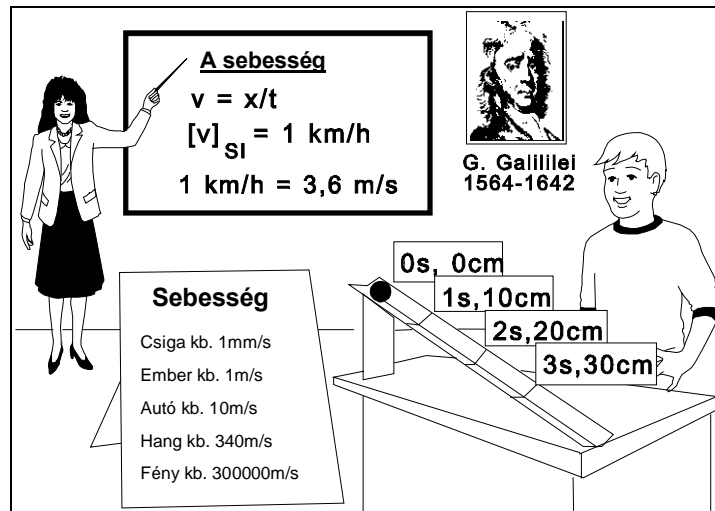 A sebesség
v = x/t
[v]SI = 1 km/h
1 km/h = 3,6 m/s
G. Galililei
1564-1642
0s, 0cm
1s,10cm
2s,20cm
3s,30cm
Sebesség
Csiga kb. 1mm/s
Ember kb. 1m/s
Autó kb. 10m/s
Hang kb. 340m/s
Fény kb. 300000m/s